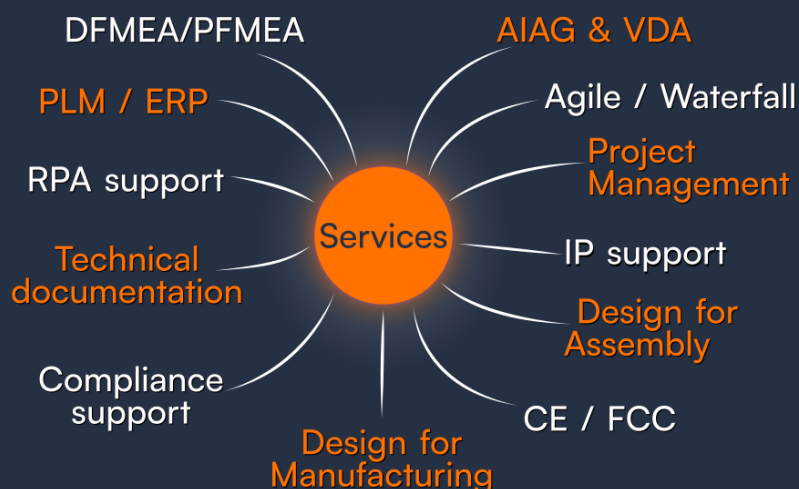 DFMEA/PFMEA
AIAG & VDA
PLM / ERP
Agile / Waterfall
RPA support
Project
Management
Services
Technical
documentation
IP support
Design for
Assembly
Compliance
support
CE / FCC
Design for
Manufacturing